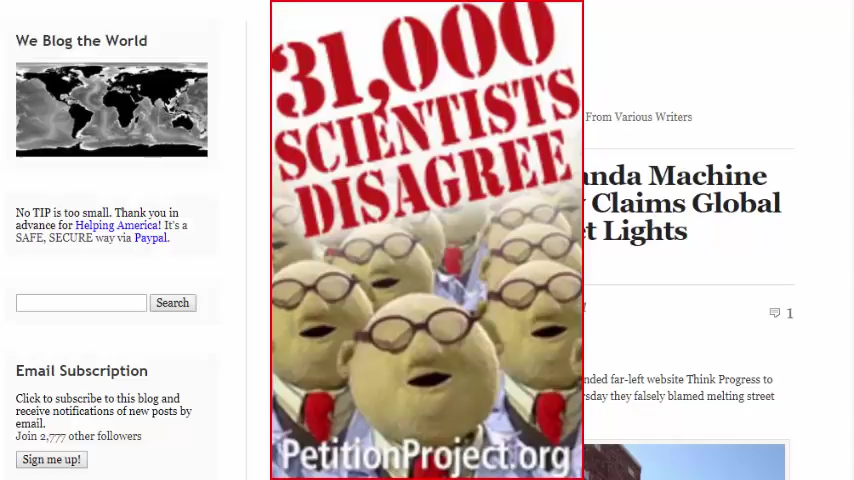 We Blog the World
No TIP is too small. Thank you in
advance for Helping America! It's a
SAFE, SECURE way via Paypal.
Search
Email Subscription
Click to subscribe to this blog and
receive notifications of new posts by
email.
Join 2,777 other followers
Sign me up!
31,000
SCIENTISTS
DISAGREE
PetitionProject.org
From Various Writers
Machine
Claims Global
Lights
1
far-left website Think Progress to
they falsely blamed melting street